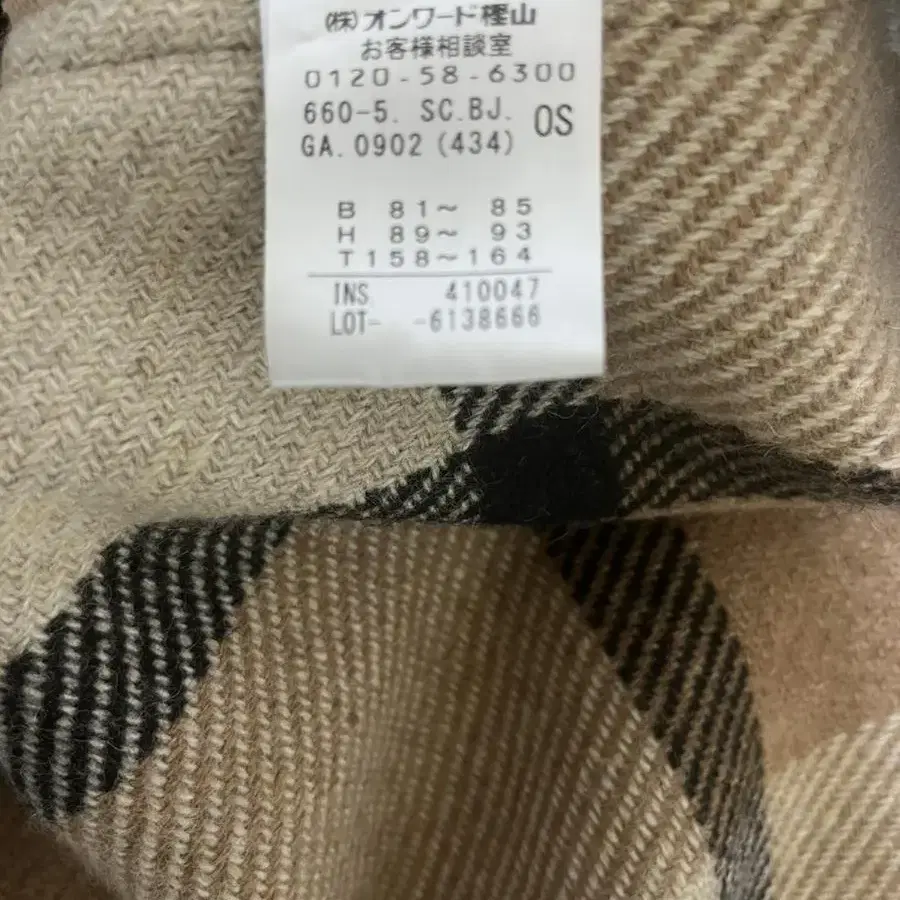 (株)オンワード樫山
お客様相談室
0120-58-6300
660-5. SC.BJ. OS
GA. 0902 (434)
B 81～ 85
H 89～ 93
T 158～164
INS. 410047
LOT- -6138666